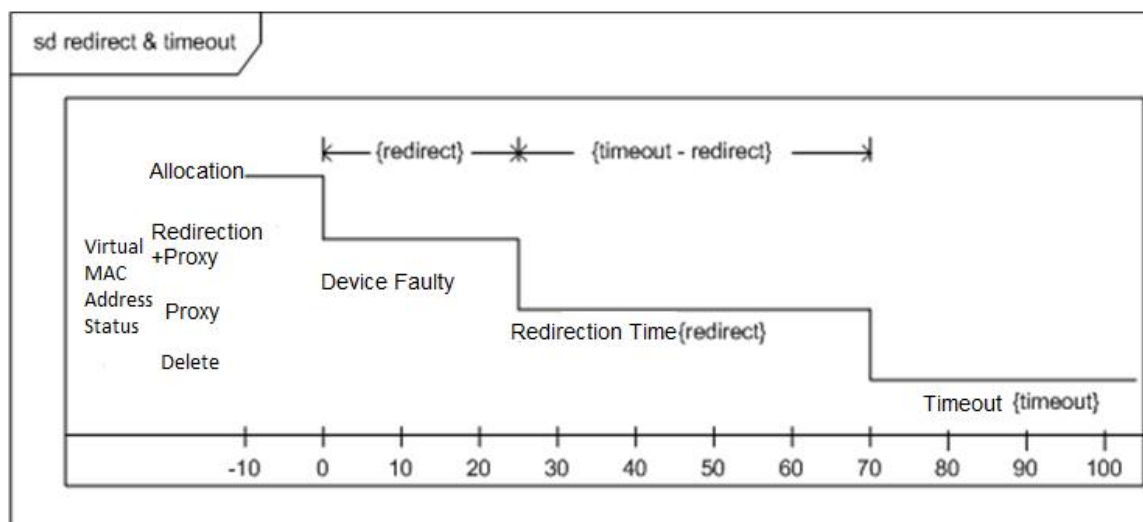 sd redirect & timeout
{redirect}
{timeout - redirect}
Allocation
Redirection
+Proxy
Virtual
MAC
Address
Status
Device Faulty
Proxy
Redirection Time{redirect}
Delete
Timeout {timeout}
-10 0 10 20 30 40 50 60 70 80 90 100